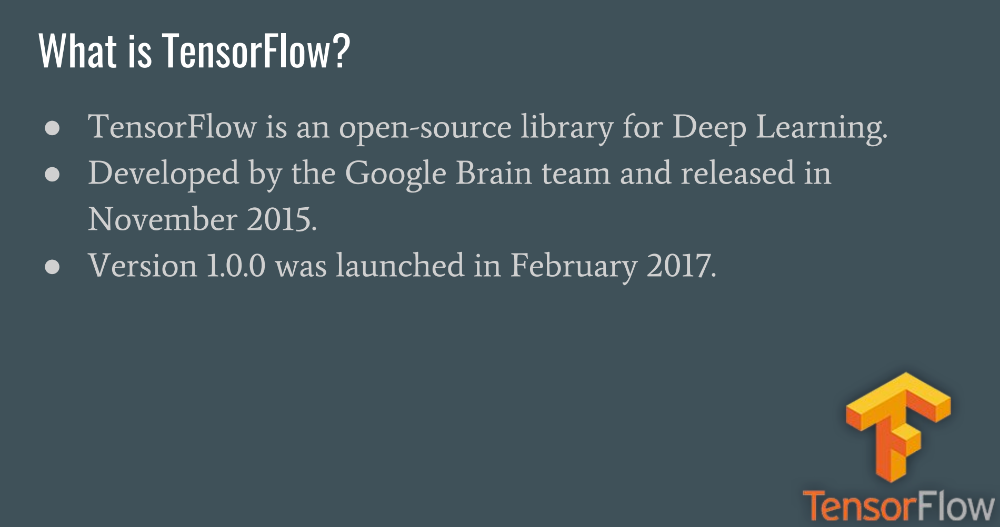 What is TensorFlow?
● TensorFlow is an open-source library for Deep Learning.
● Developed by the Google Brain team and released in
November 2015.
● Version 1.0.0 was launched in February 2017.
TensorFlow